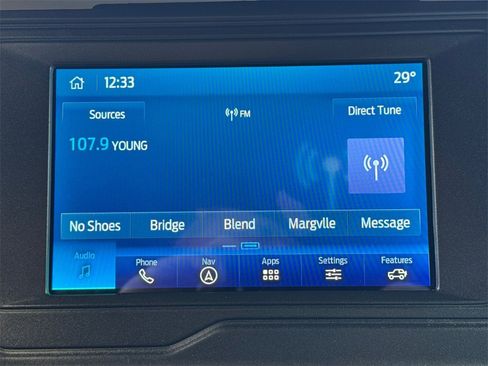 12:33 29°
Sources FM Direct Tune
107.9 YOUNG
No Shoes Bridge Blend Margvlle Message
Audio Phone Nav Apps Settings Features